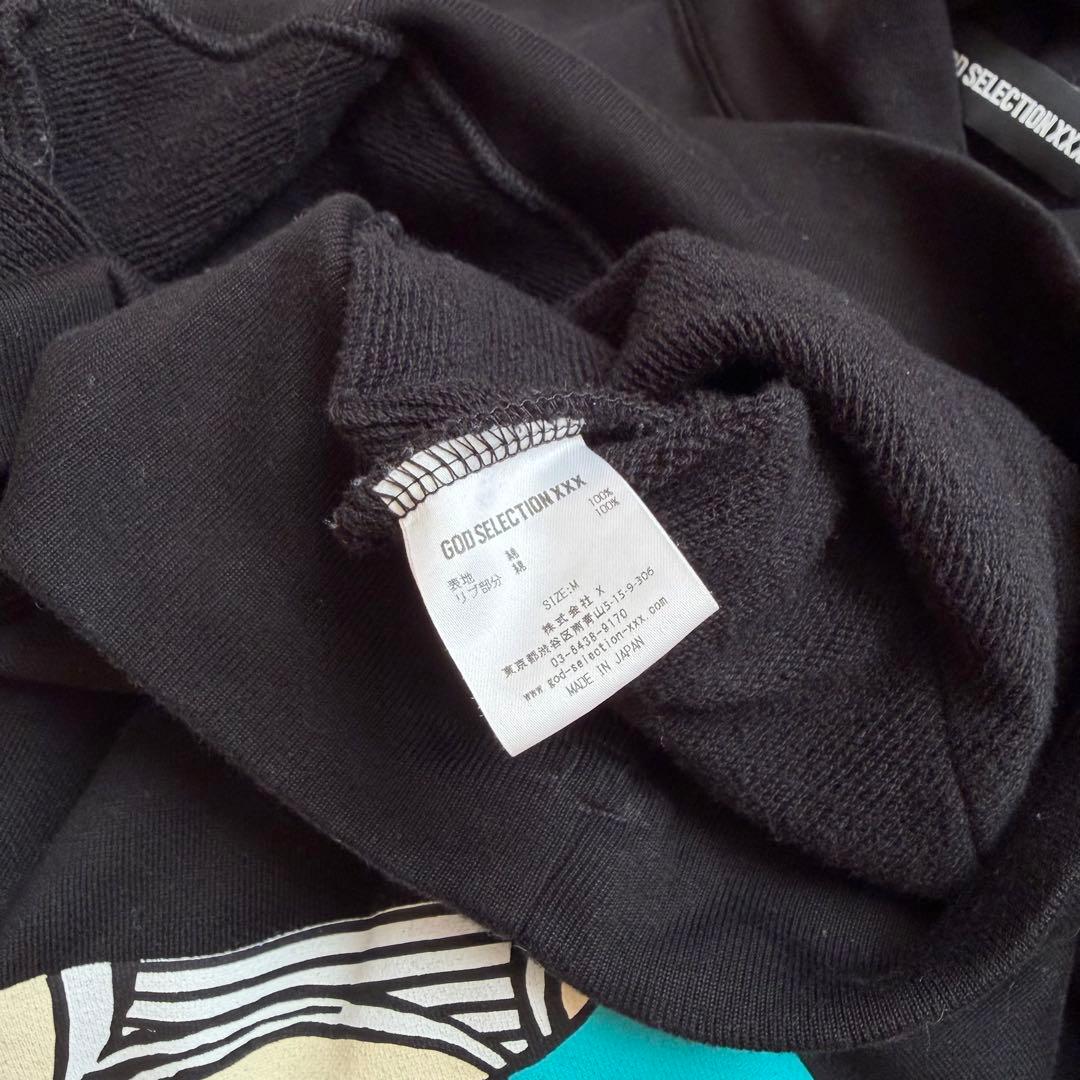 OD SELECTION XXX
GOD SELECTION XXX
表地 綿 100%
リブ部分 綿 100%
SIZE:M
株式会社 X
東京都渋谷区南青山5-15-9-306
03-8438-9170
www.god-selection-xxx.com
MADE IN JAPAN